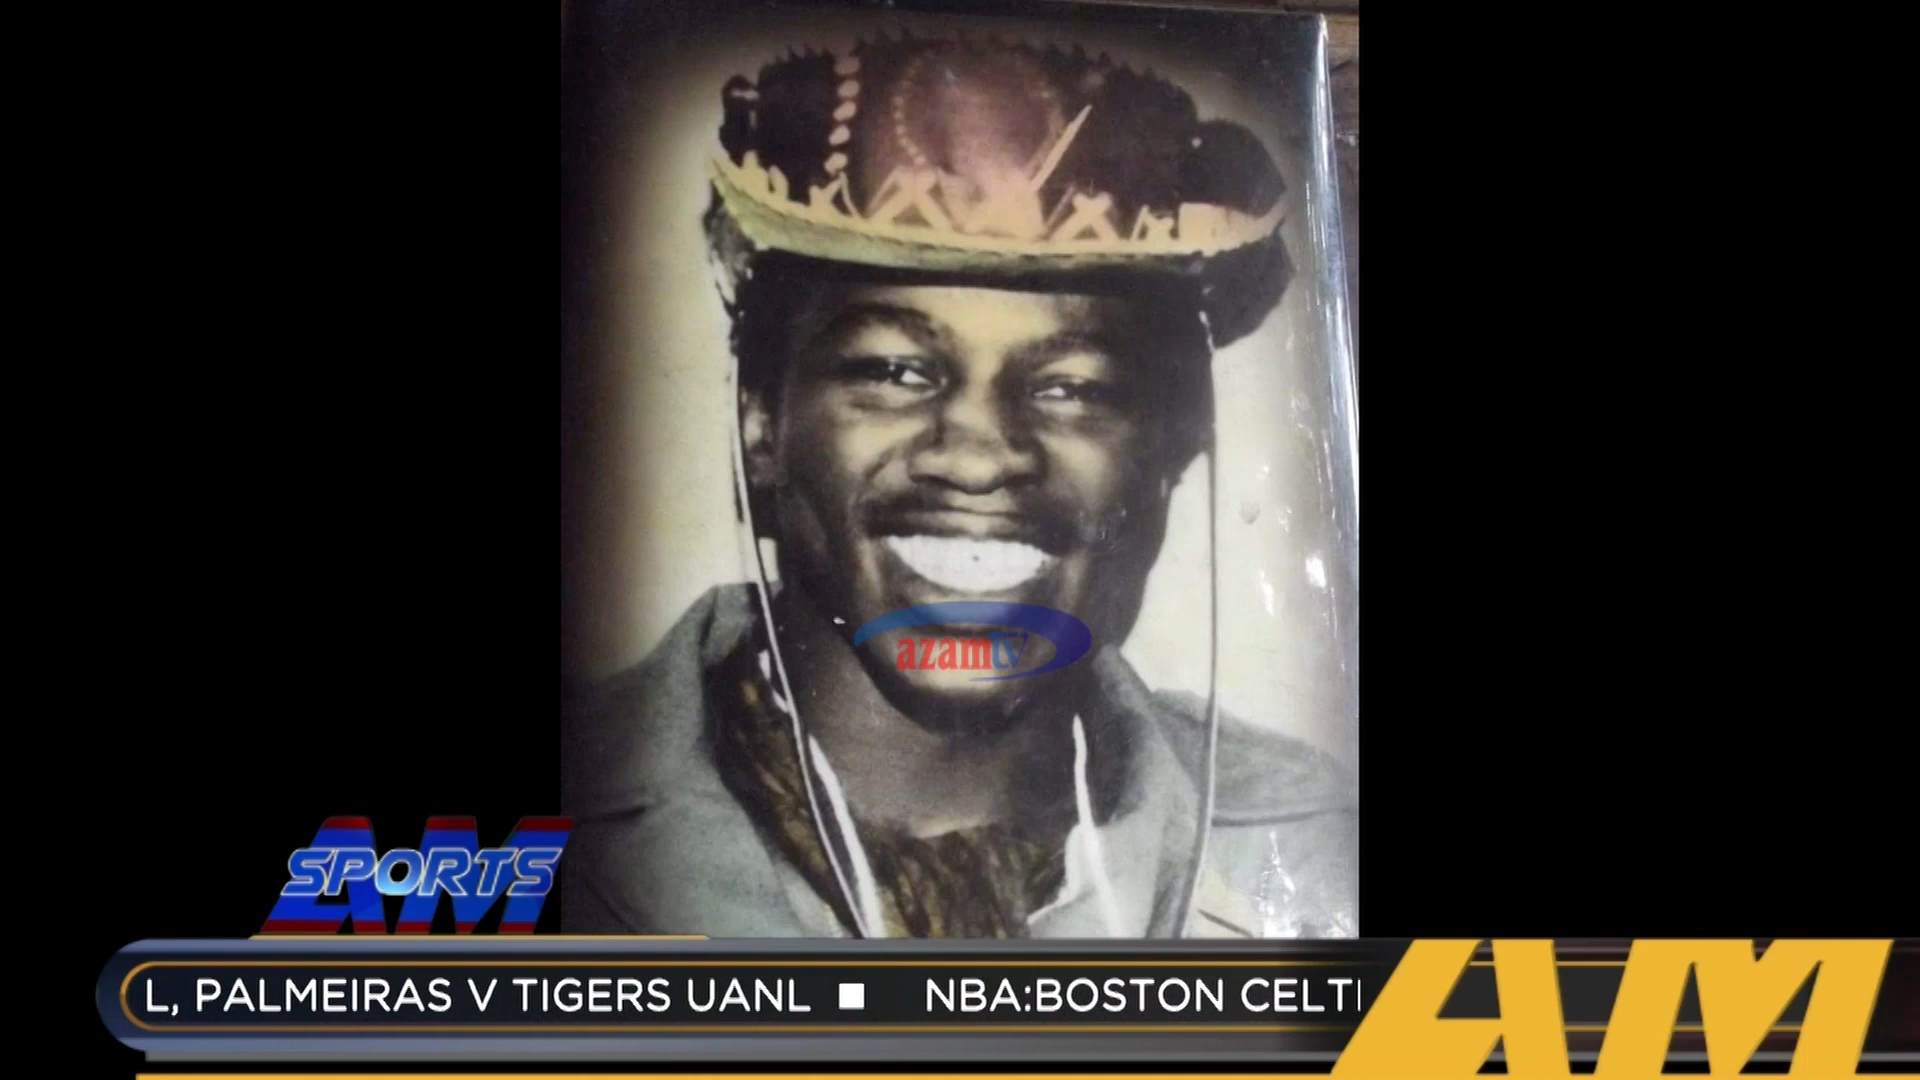 azamtv
SPORTS
AM
L, PALMEIRAS V TIGERS UANL ■ NBA:BOSTON CELTI
AM